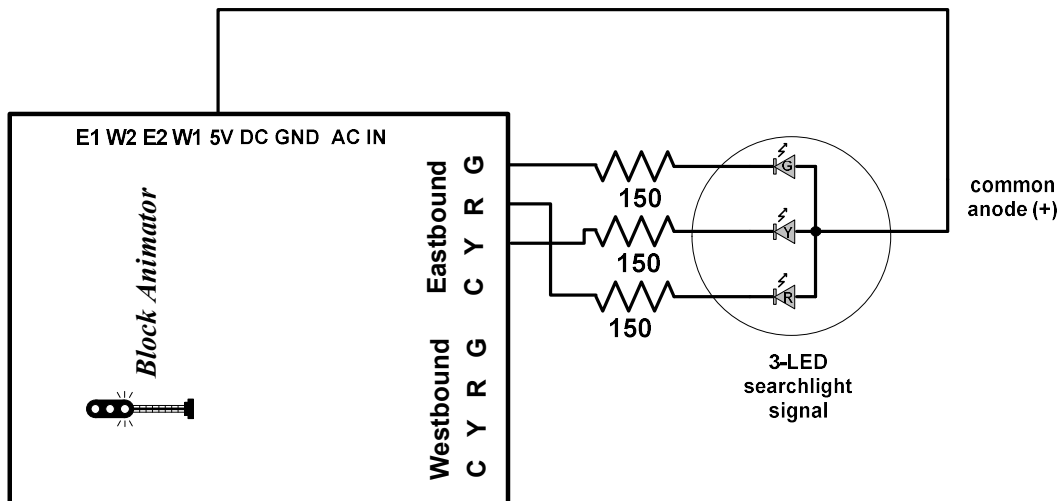 E1 W2 E2 W1 5V DC GND AC IN
Block Animator
Eastbound
G
R
Y
C
Westbound
G
R
Y
C
150
150
150
G
Y
R
common
anode (+)
3-LED
searchlight
signal